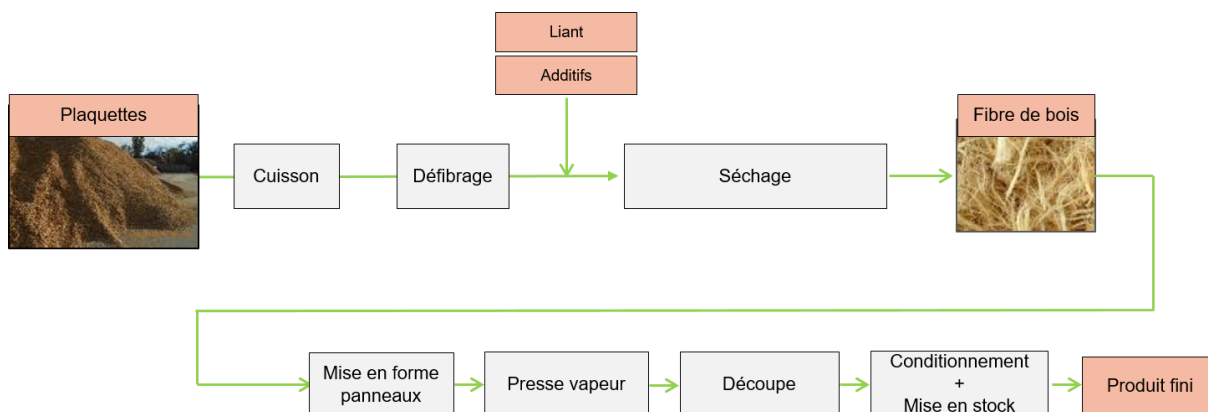 Liant
Additifs
Plaquettes
Fibre de bois
Cuisson
Défibrage
Séchage
Mise en forme
panneaux
Presse vapeur
Découpe
Conditionnement
+
Mise en stock
Produit fini